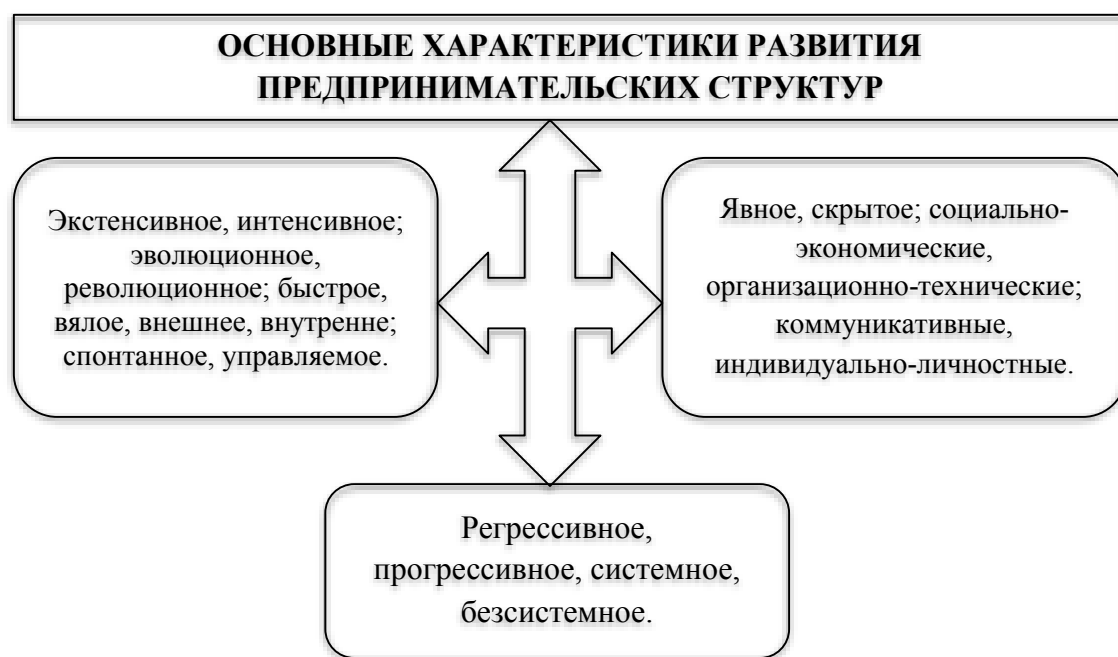 ОСНОВНЫЕ ХАРАКТЕРИСТИКИ РАЗВИТИЯ
ПРЕДПРИНИМАТЕЛЬСКИХ СТРУКТУР
Экстенсивное, интенсивное;
эволюционное,
революционное; быстрое,
вялое, внешнее, внутренне;
спонтанное, управляемое.
Явное, скрытое; социально-
экономические,
организационно-технические;
коммуникативные,
индивидуально-личностные.
Регрессивное,
прогрессивное, системное,
безсистемное.